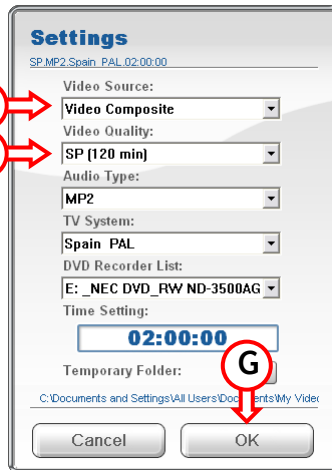 Settings
SP.MP2.Spain PAL.02:00:00
Video Source:
Video Composite
Video Quality:
SP (120 min)
Audio Type:
MP2
TV System:
Spain PAL
DVD Recorder List:
E: _NEC DVD_RW ND-3500AG
Time Setting:
02:00:00
Temporary Folder:
G
C:\Documents and Settings\All Users\Documents\My Video
Cancel
OK